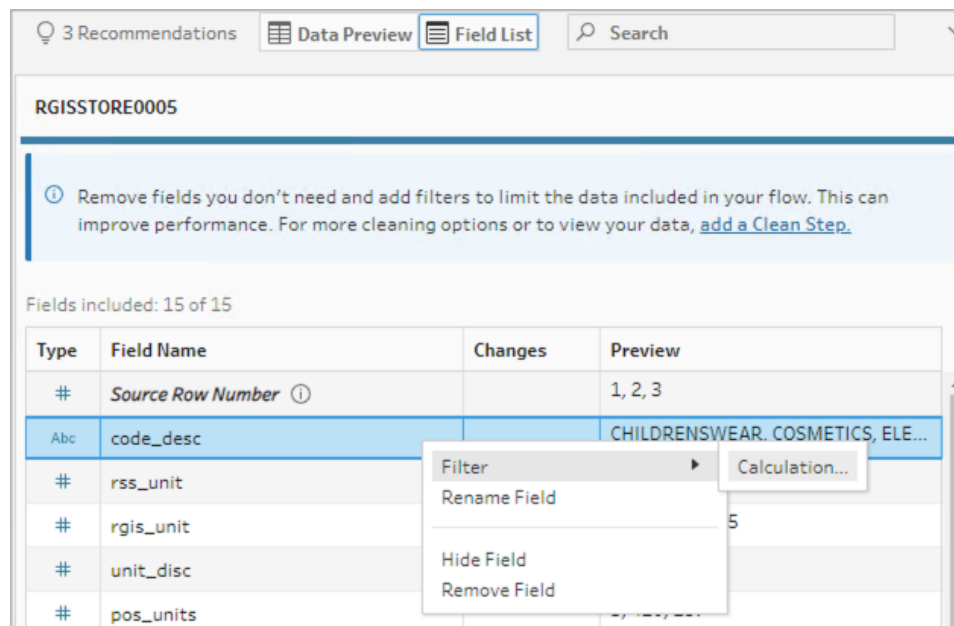 3 Recommendations Data Preview Field List Search
RGISSTORE0005
Remove fields you don't need and add filters to limit the data included in your flow. This can
improve performance. For more cleaning options or to view your data, add a Clean Step.
Fields included: 15 of 15
Type Field Name Changes Preview
# Source Row Number 1, 2, 3
Abc code_desc CHILDRENSWEAR, COSMETICS, ELE...
Filter Calculation...
# rss_unit
Rename Field
# rgis_unit 5
Hide Field
# unit_disc
Remove Field
# pos_units